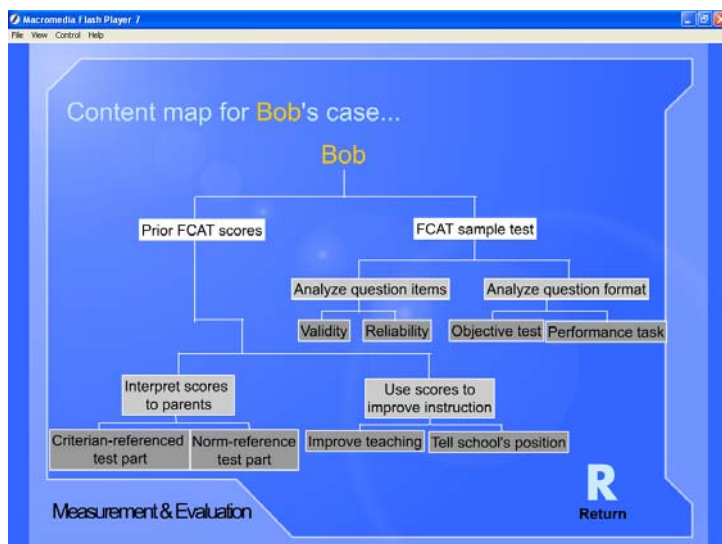 Macromedia Flash Player 7
File View Control Help
Content map for Bob's case...
Bob
Prior FCAT scores
FCAT sample test
Analyze question items
Analyze question format
Validity
Reliability
Objective test
Performance task
Interpret scores
to parents
Use scores to
improve instruction
Criterian-referenced
test part
Norm-reference
test part
Improve teaching
Tell school's position
Measurement & Evaluation
R
Return